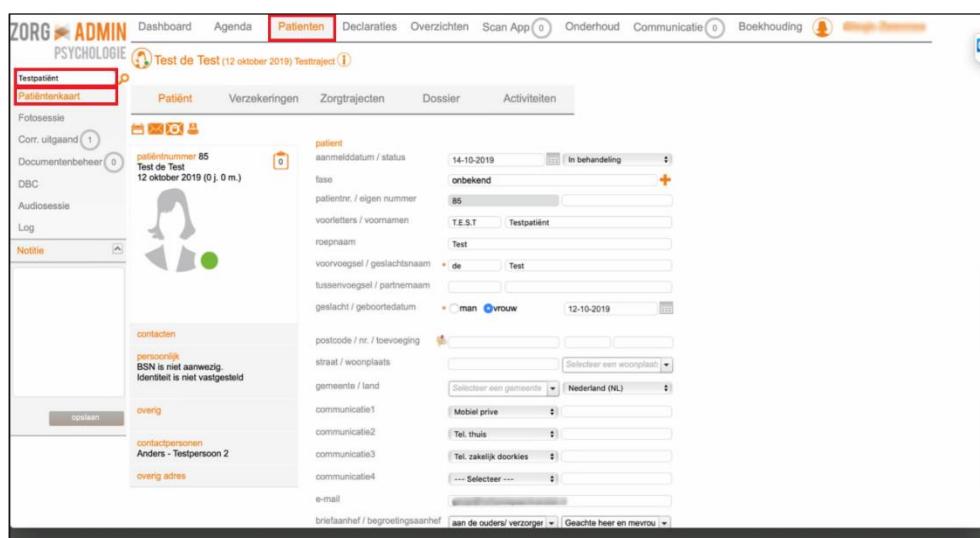 ZORG ADMIN
PSYCHOLOGIE
Dashboard Agenda Patienten Declaraties Overzichten Scan App 0 Onderhoud Communicatie 0 Boekhouding
Test de Test (12 oktober 2019) Testtraject i
Testpatiënt
Patiëntenkaart
Fotosessie
Corr. uitgaand 1
Documentenbeheer 0
DBC
Audiosessie
Log
Notitie
opslaan
Patiënt Verzekeringen Zorgtrajecten Dossier Activiteiten
patiëntnummer 85
0
Test de Test
12 oktober 2019 (0 j. 0 m.)
contacten
persoonlijk
BSN is niet aanwezig.
Identiteit is niet vastgesteld
overig
contactpersonen
Anders - Testpersoon 2
overig adres
patient
aanmelddatum / status 14-10-2019 In behandeling
fase onbekend
patientnr. / eigen nummer 85
voorletters / voornamen T.E.S.T Testpatiënt
roepnaam Test
voorvoegsel / geslachtsnaam * de Test
tussenvoegsel / partnernaam
geslacht / geboortedatum * man vrouw 12-10-2019
postcode / nr. / toevoeging
straat / woonplaats Selecteer een woonplaats
gemeente / land Selecteer een gemeente Nederland (NL)
communicatie1 Mobiel prive
communicatie2 Tel. thuis
communicatie3 Tel. zakelijk doorkies
communicatie4 --- Selecteer ---
e-mail
briefaanhef / begroetingsaanhef aan de ouders/ verzorger Geachte heer en mevrou